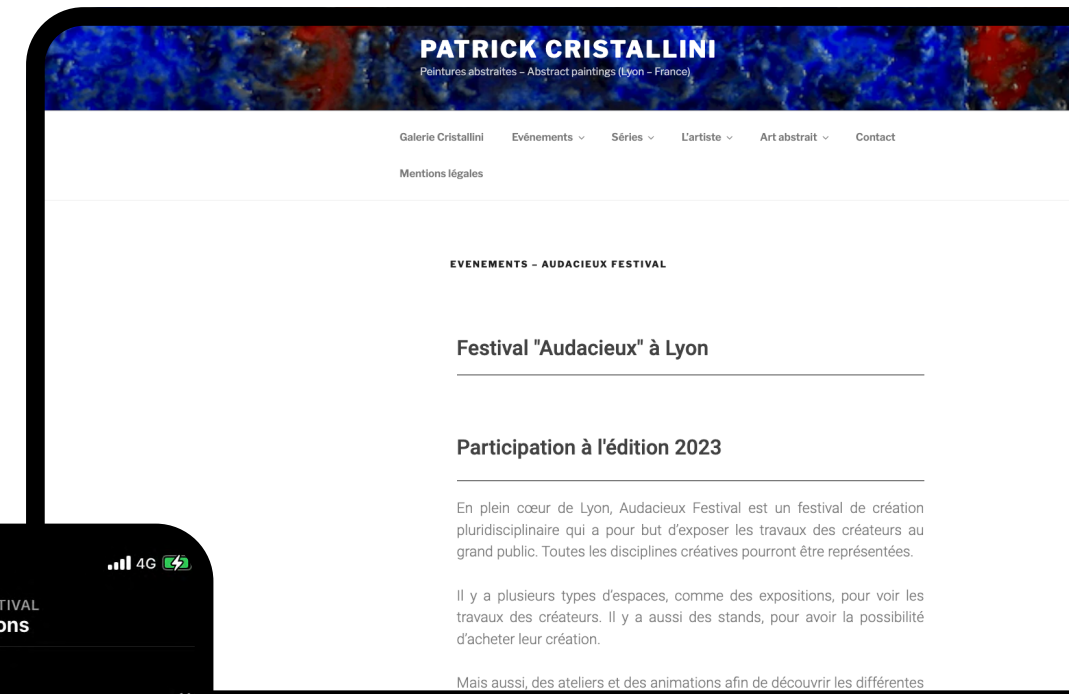 PATRICK CRISTALLINI
Peintures abstraites – Abstract paintings (Lyon – France)
Galerie Cristallini Evénements Séries L'artiste Art abstrait Contact
Mentions légales
EVENEMENTS – AUDACIEUX FESTIVAL
Festival "Audacieux" à Lyon
Participation à l'édition 2023
En plein cœur de Lyon, Audacieux Festival est un festival de création
pluridisciplinaire qui a pour but d'exposer les travaux des créateurs au
grand public. Toutes les disciplines créatives pourront être représentées.
Il y a plusieurs types d'espaces, comme des expositions, pour voir les
travaux des créateurs. Il y a aussi des stands, pour avoir la possibilité
d'acheter leur création.
Mais aussi, des ateliers et des animations afin de découvrir les différentes
4G
TIVAL
ons